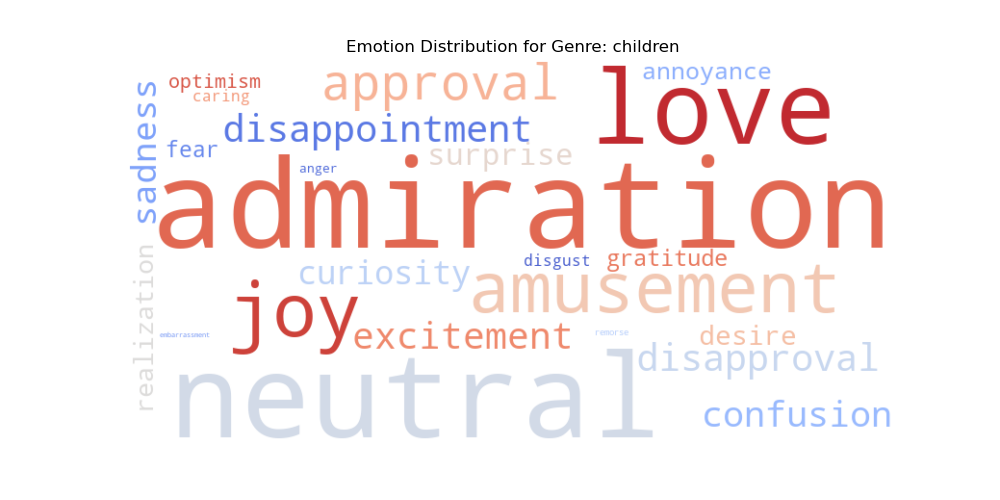 Emotion Distribution for Genre: children
optimism
caring
approval
love
annoyance
sadness
disappointment
fear
surprise
anger
admiration
realization
curiosity
disgust
gratitude
amusement
joy
excitement
embarrassment
remorse
desire
neutral
disapproval
confusion